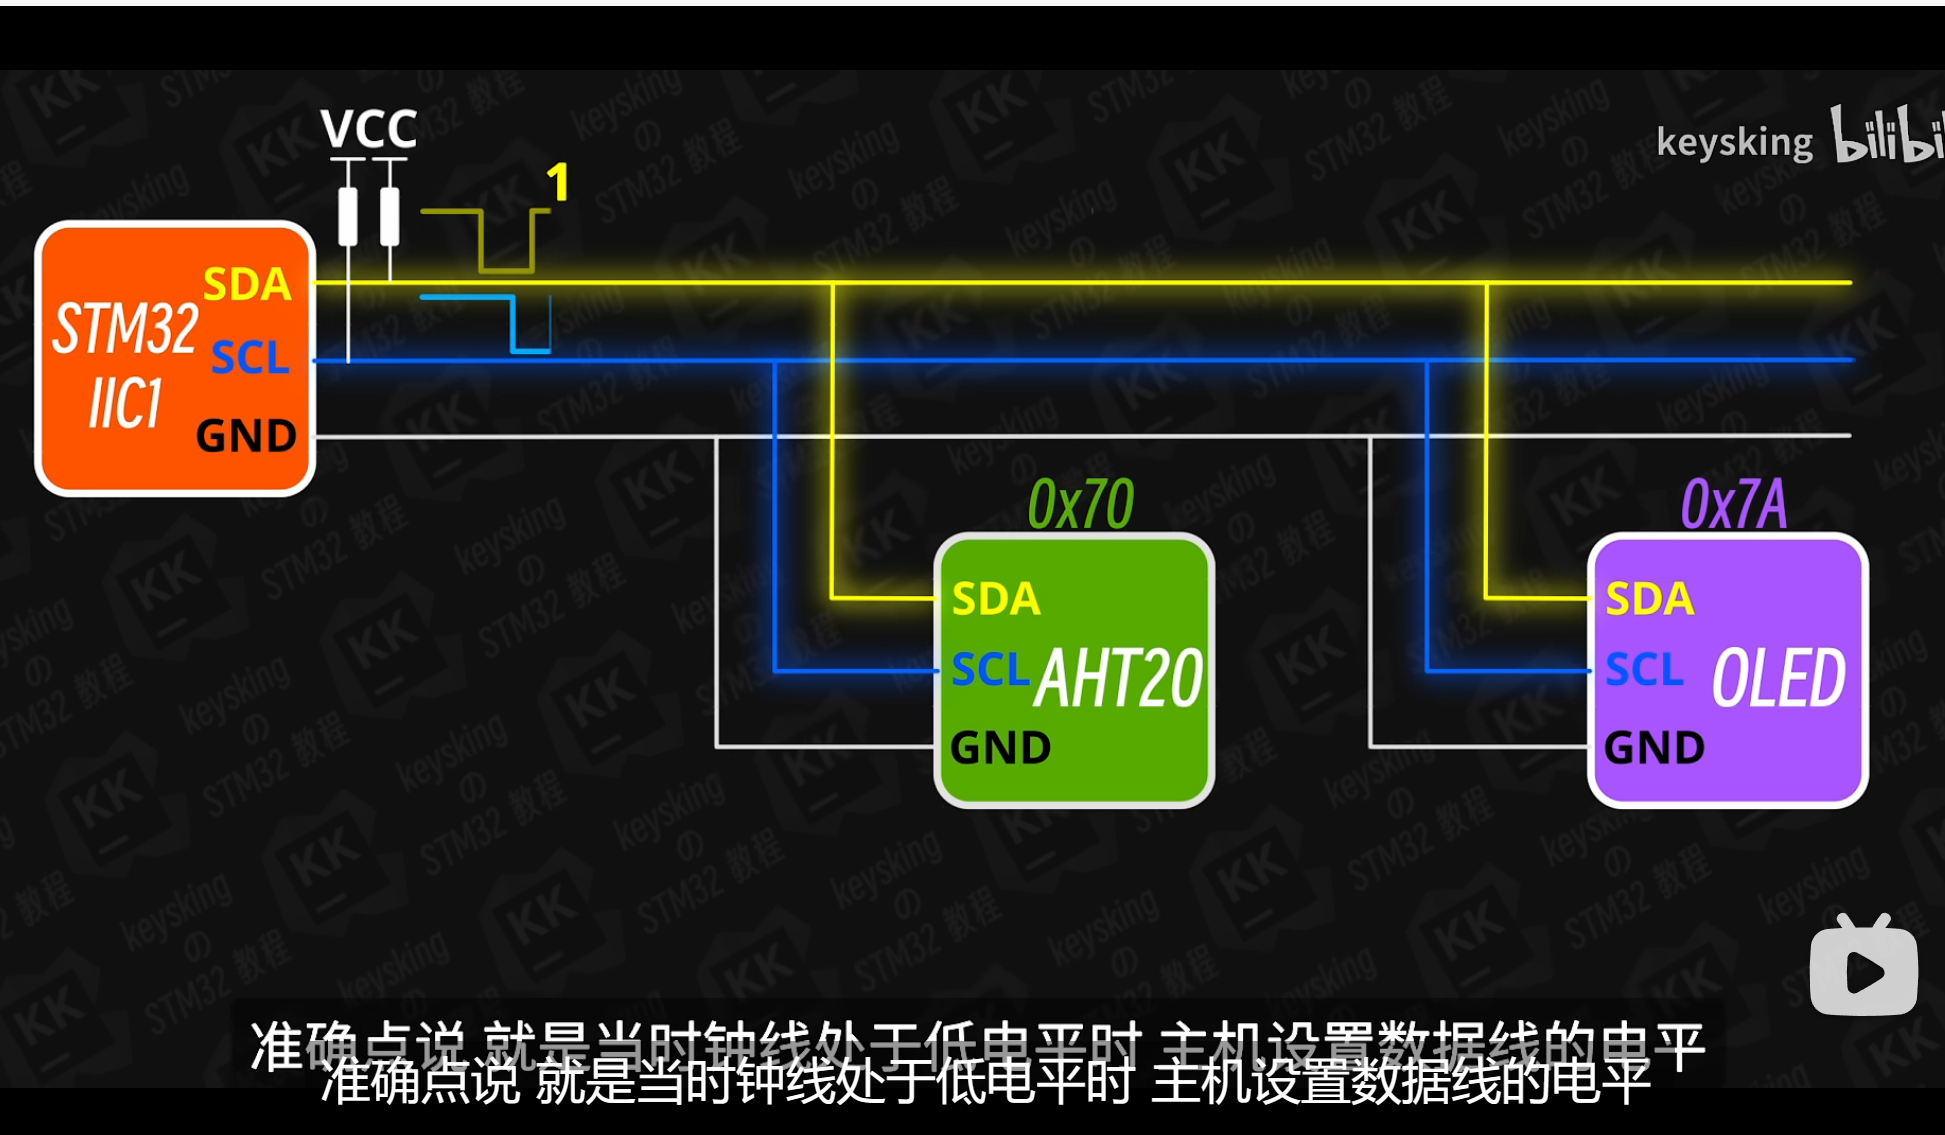 VCC
keysking bilibil
1
SDA
STM32
SCL
IIC1
GND
0x70
0x7A
SDA
SCL AHT20
GND
SDA
SCL OLED
GND
准确点说 就是当时钟线处于低电平时 主机设置数据线的电平
准确点说 就是当时钟线处于低电平时 主机设置数据线的电平